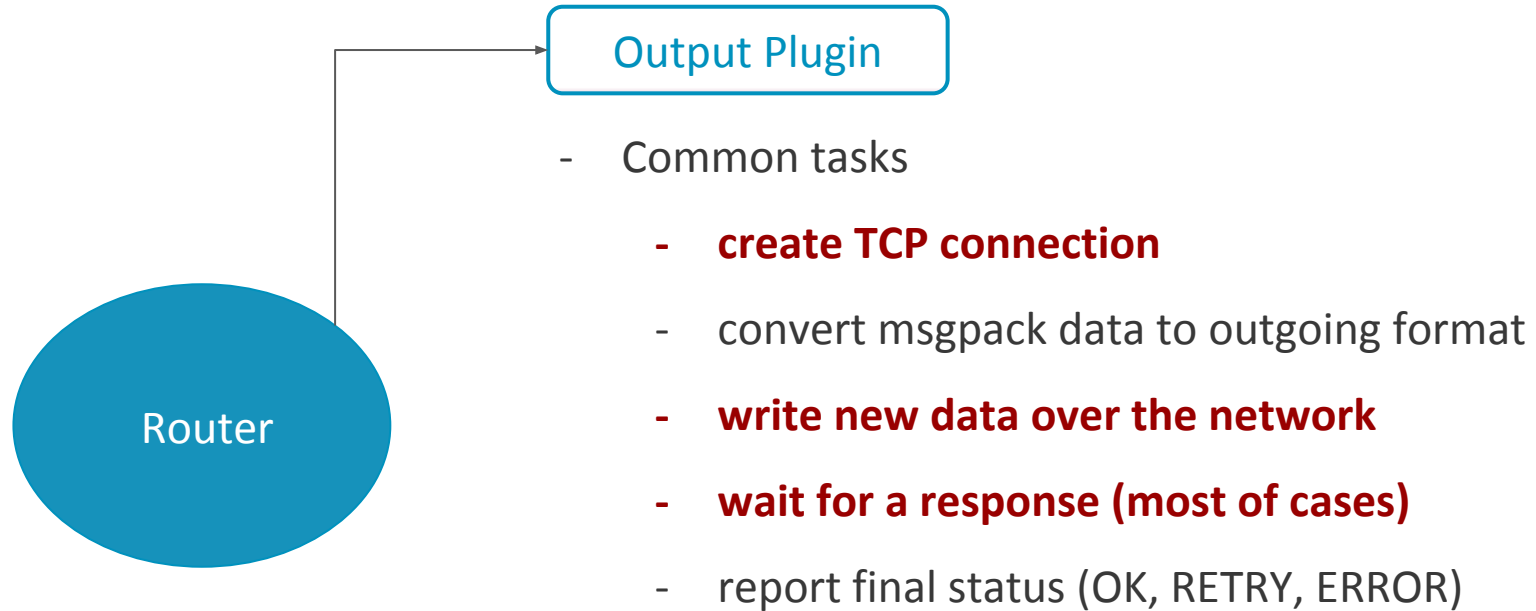 Output Plugin
- Common tasks
- create TCP connection
- convert msgpack data to outgoing format
- write new data over the network
- wait for a response (most of cases)
- report final status (OK, RETRY, ERROR)
Router